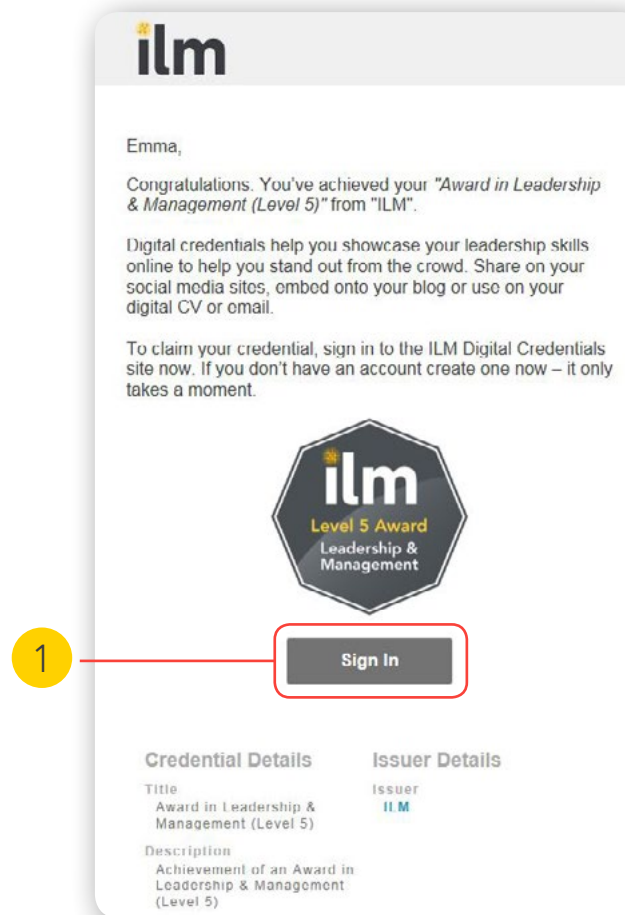 ilm
Emma,
Congratulations. You've achieved your "Award in Leadership
& Management (Level 5)" from "ILM".
Digital credentials help you showcase your leadership skills
online to help you stand out from the crowd. Share on your
social media sites, embed onto your blog or use on your
digital CV or email.
To claim your credential, sign in to the ILM Digital Credentials
site now. If you don't have an account create one now – it only
takes a moment.
ilm
Level 5 Award
Leadership &
Management
1
Sign In
Credential Details
Title
Award in Leadership &
Management (Level 5)
Description
Achievement of an Award in
Leadership & Management
(Level 5)
Issuer Details
Issuer
ILM